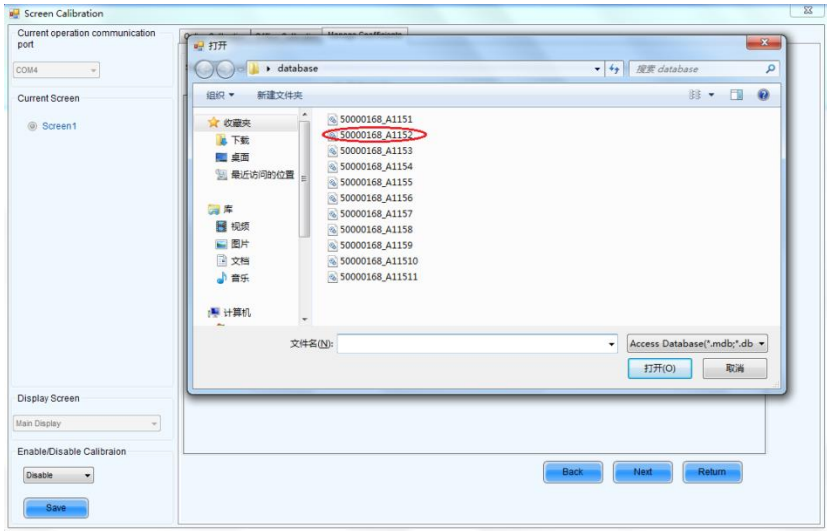 Screen Calibration
Current operation communication
port
COM4
Current Screen
Screen1
Manage Coefficients
打开
database
搜索 database
组织
新建文件夹
收藏夹
下载
桌面
最近访问的位置
库
视频
图片
文档
音乐
计算机
50000168_A1151
50000168_A1152
50000168_A1153
50000168_A1154
50000168_A1155
50000168_A1156
50000168_A1157
50000168_A1158
50000168_A1159
50000168_A11510
50000168_A11511
文件名(N):
Access Database(*.mdb;*.db
打开(O)
取消
Display Screen
Main Display
Enable/Disable Calibraion
Disable
Save
Back
Next
Return